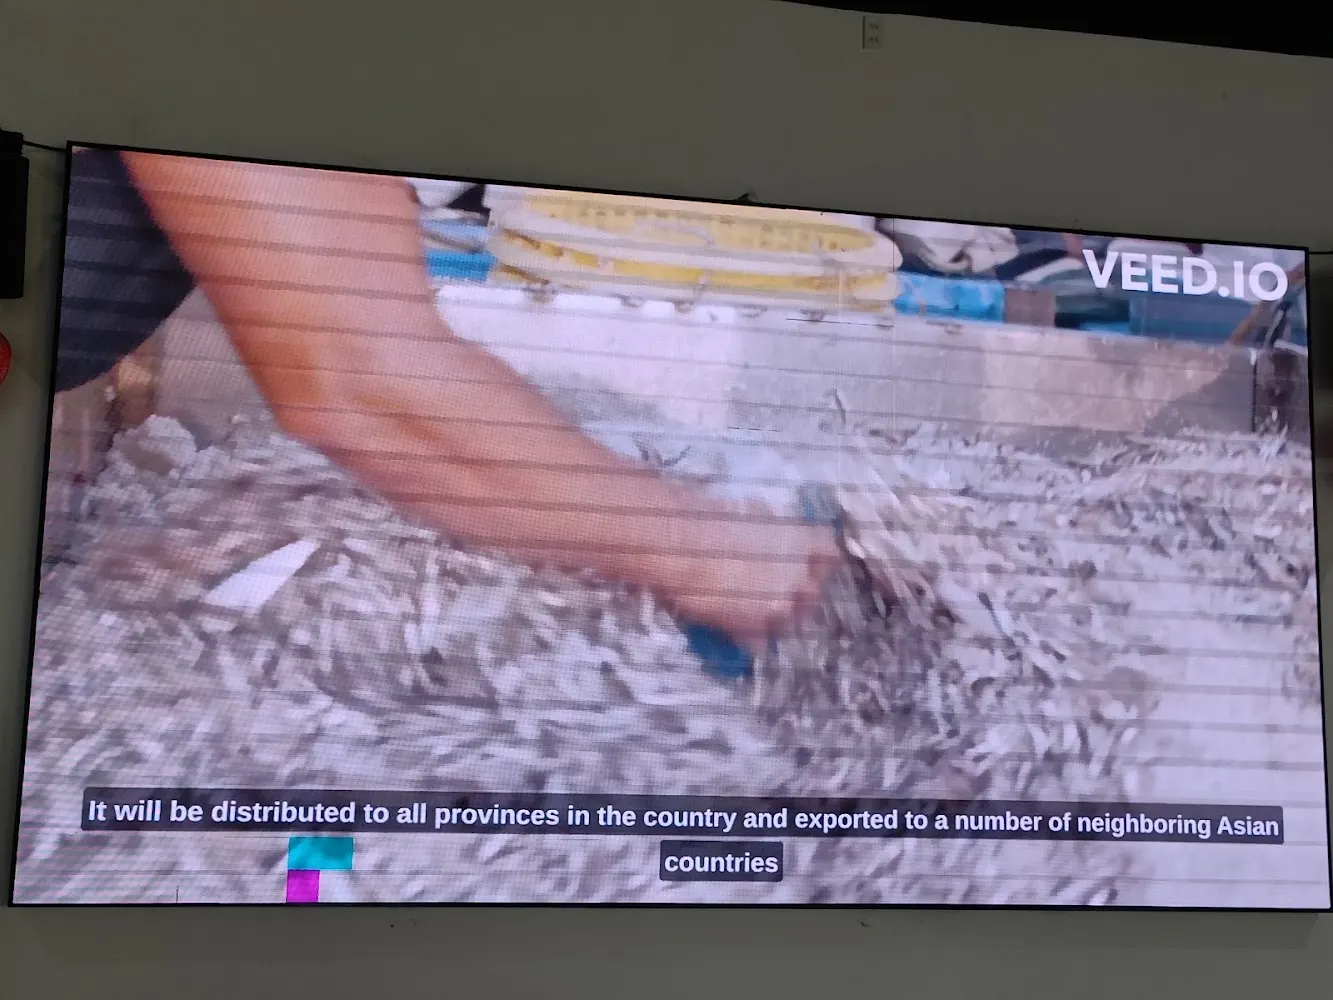 VEED.IO
It will be distributed to all provinces in the country and exported to a number of neighboring Asian
countries